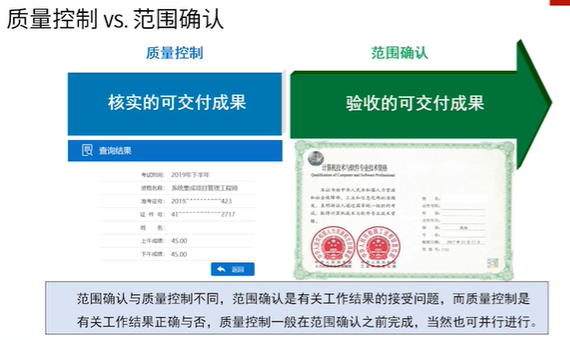 质量控制 vs. 范围确认
质量控制
范围确认
核实的可交付成果
验收的可交付成果
查询结果
考试时间: 2019年下半年
资格名称: 系统集成项目管理工程师
准考证号: 2019**********423
证 件 号: 41**********2717
姓名:
上午成绩: 45.00
下午成绩: 45.00
返回
计算机技术与软件专业技术资格
Qualification of Computer and Software Professional
范围确认与质量控制不同，范围确认是有关工作结果的接受问题，而质量控制是
有关工作结果正确与否，质量控制一般在范围确认之前完成，当然也可并行进行。